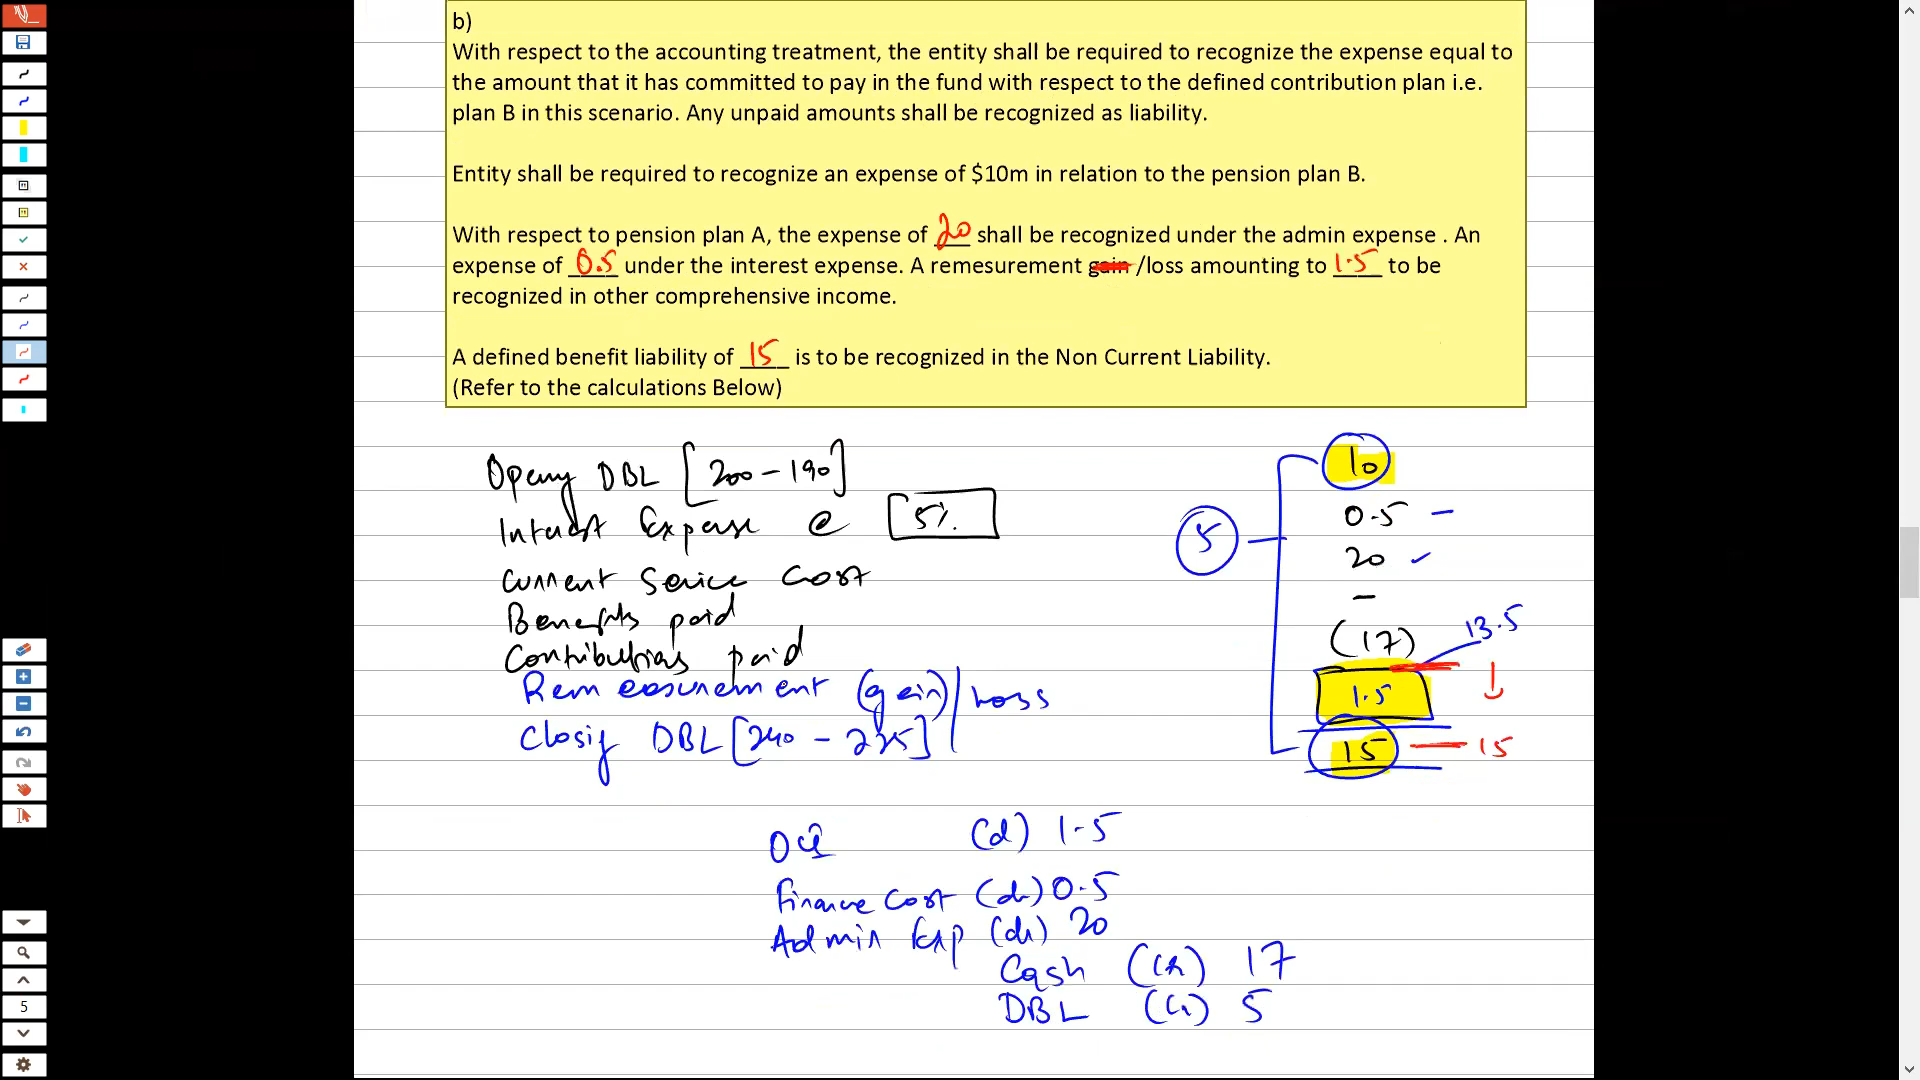 b)
With respect to the accounting treatment, the entity shall be required to recognize the expense equal to
the amount that it has committed to pay in the fund with respect to the defined contribution plan i.e.
plan B in this scenario. Any unpaid amounts shall be recognized as liability.
Entity shall be required to recognize an expense of $10m in relation to the pension plan B.
With respect to pension plan A, the expense of 20 shall be recognized under the admin expense . An
expense of 0.5 under the interest expense. A remesurement gain /loss amounting to 1.5 to be
recognized in other comprehensive income.
A defined benefit liability of 15 is to be recognized in the Non Current Liability.
(Refer to the calculations Below)
Opening DBL [200-190] 10
Interest Expense @ [5%] 0.5 -
5
Current Service Cost 20
Benefits paid -
Contributions paid (17) 13.5
Remeasurement (gain)/Loss 1.5
Closing DBL [240 - 225] 15 - 15
OCI (d) 1.5
Finance Cost (dr) 0.5
Admin Exp (dr) 20
Cash (cr) 17
DBL (cr) 5
5